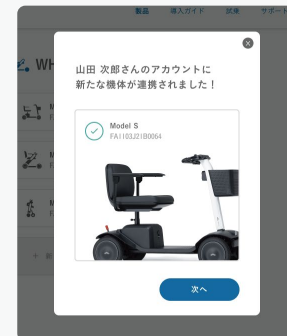 製品 導入ガイド 試乗 サポート
WH
山田 次郎さんのアカウントに
新たな機体が連携されました！
Model S
FA1103J21B0064
次へ